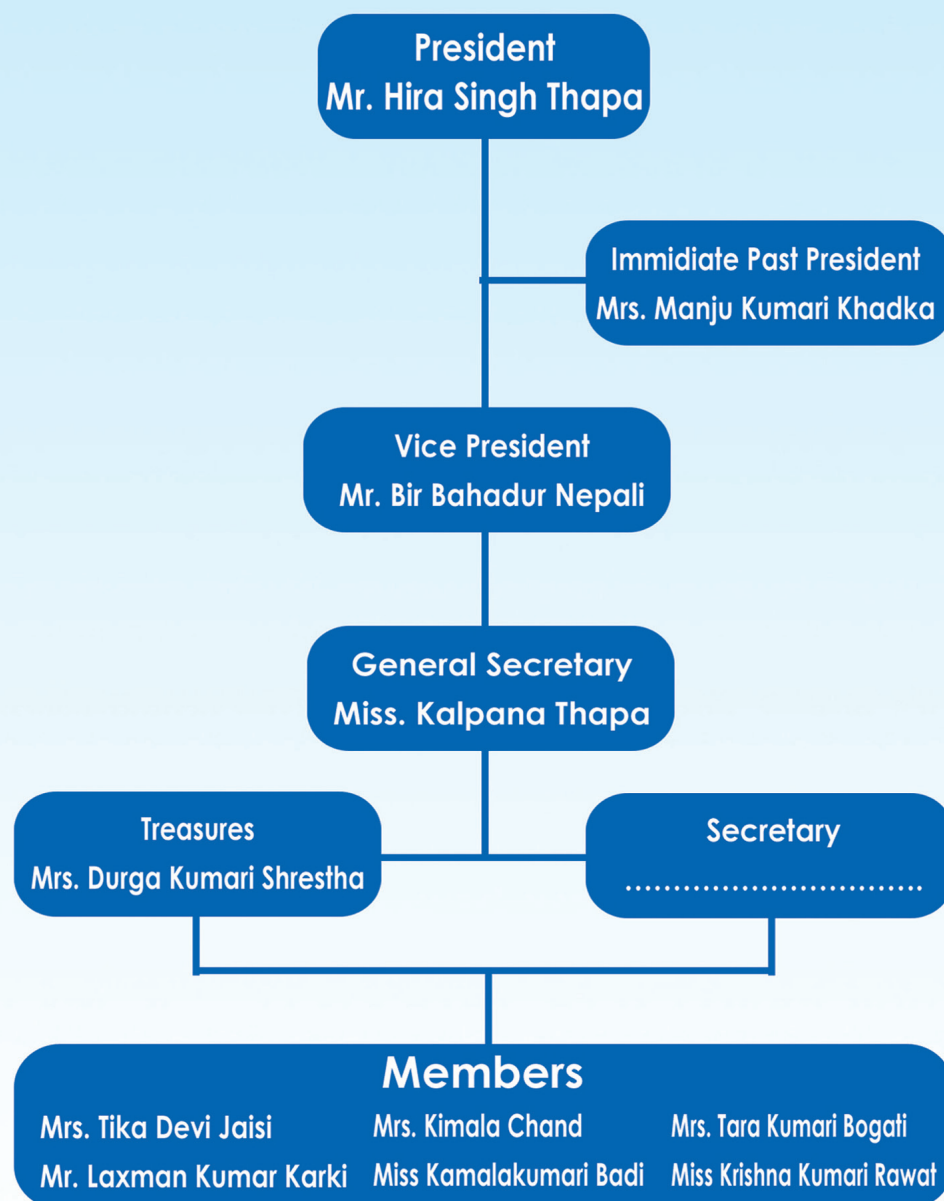 President
Mr. Hira Singh Thapa
Immidiate Past President
Mrs. Manju Kumari Khadka
Vice President
Mr. Bir Bahadur Nepali
General Secretary
Miss. Kalpana Thapa
Treasures
Mrs. Durga Kumari Shrestha
Secretary
...............................
Members
Mrs. Tika Devi Jaisi Mrs. Kimala Chand Mrs. Tara Kumari Bogati
Mr. Laxman Kumar Karki Miss Kamalakumari Badi Miss Krishna Kumari Rawat